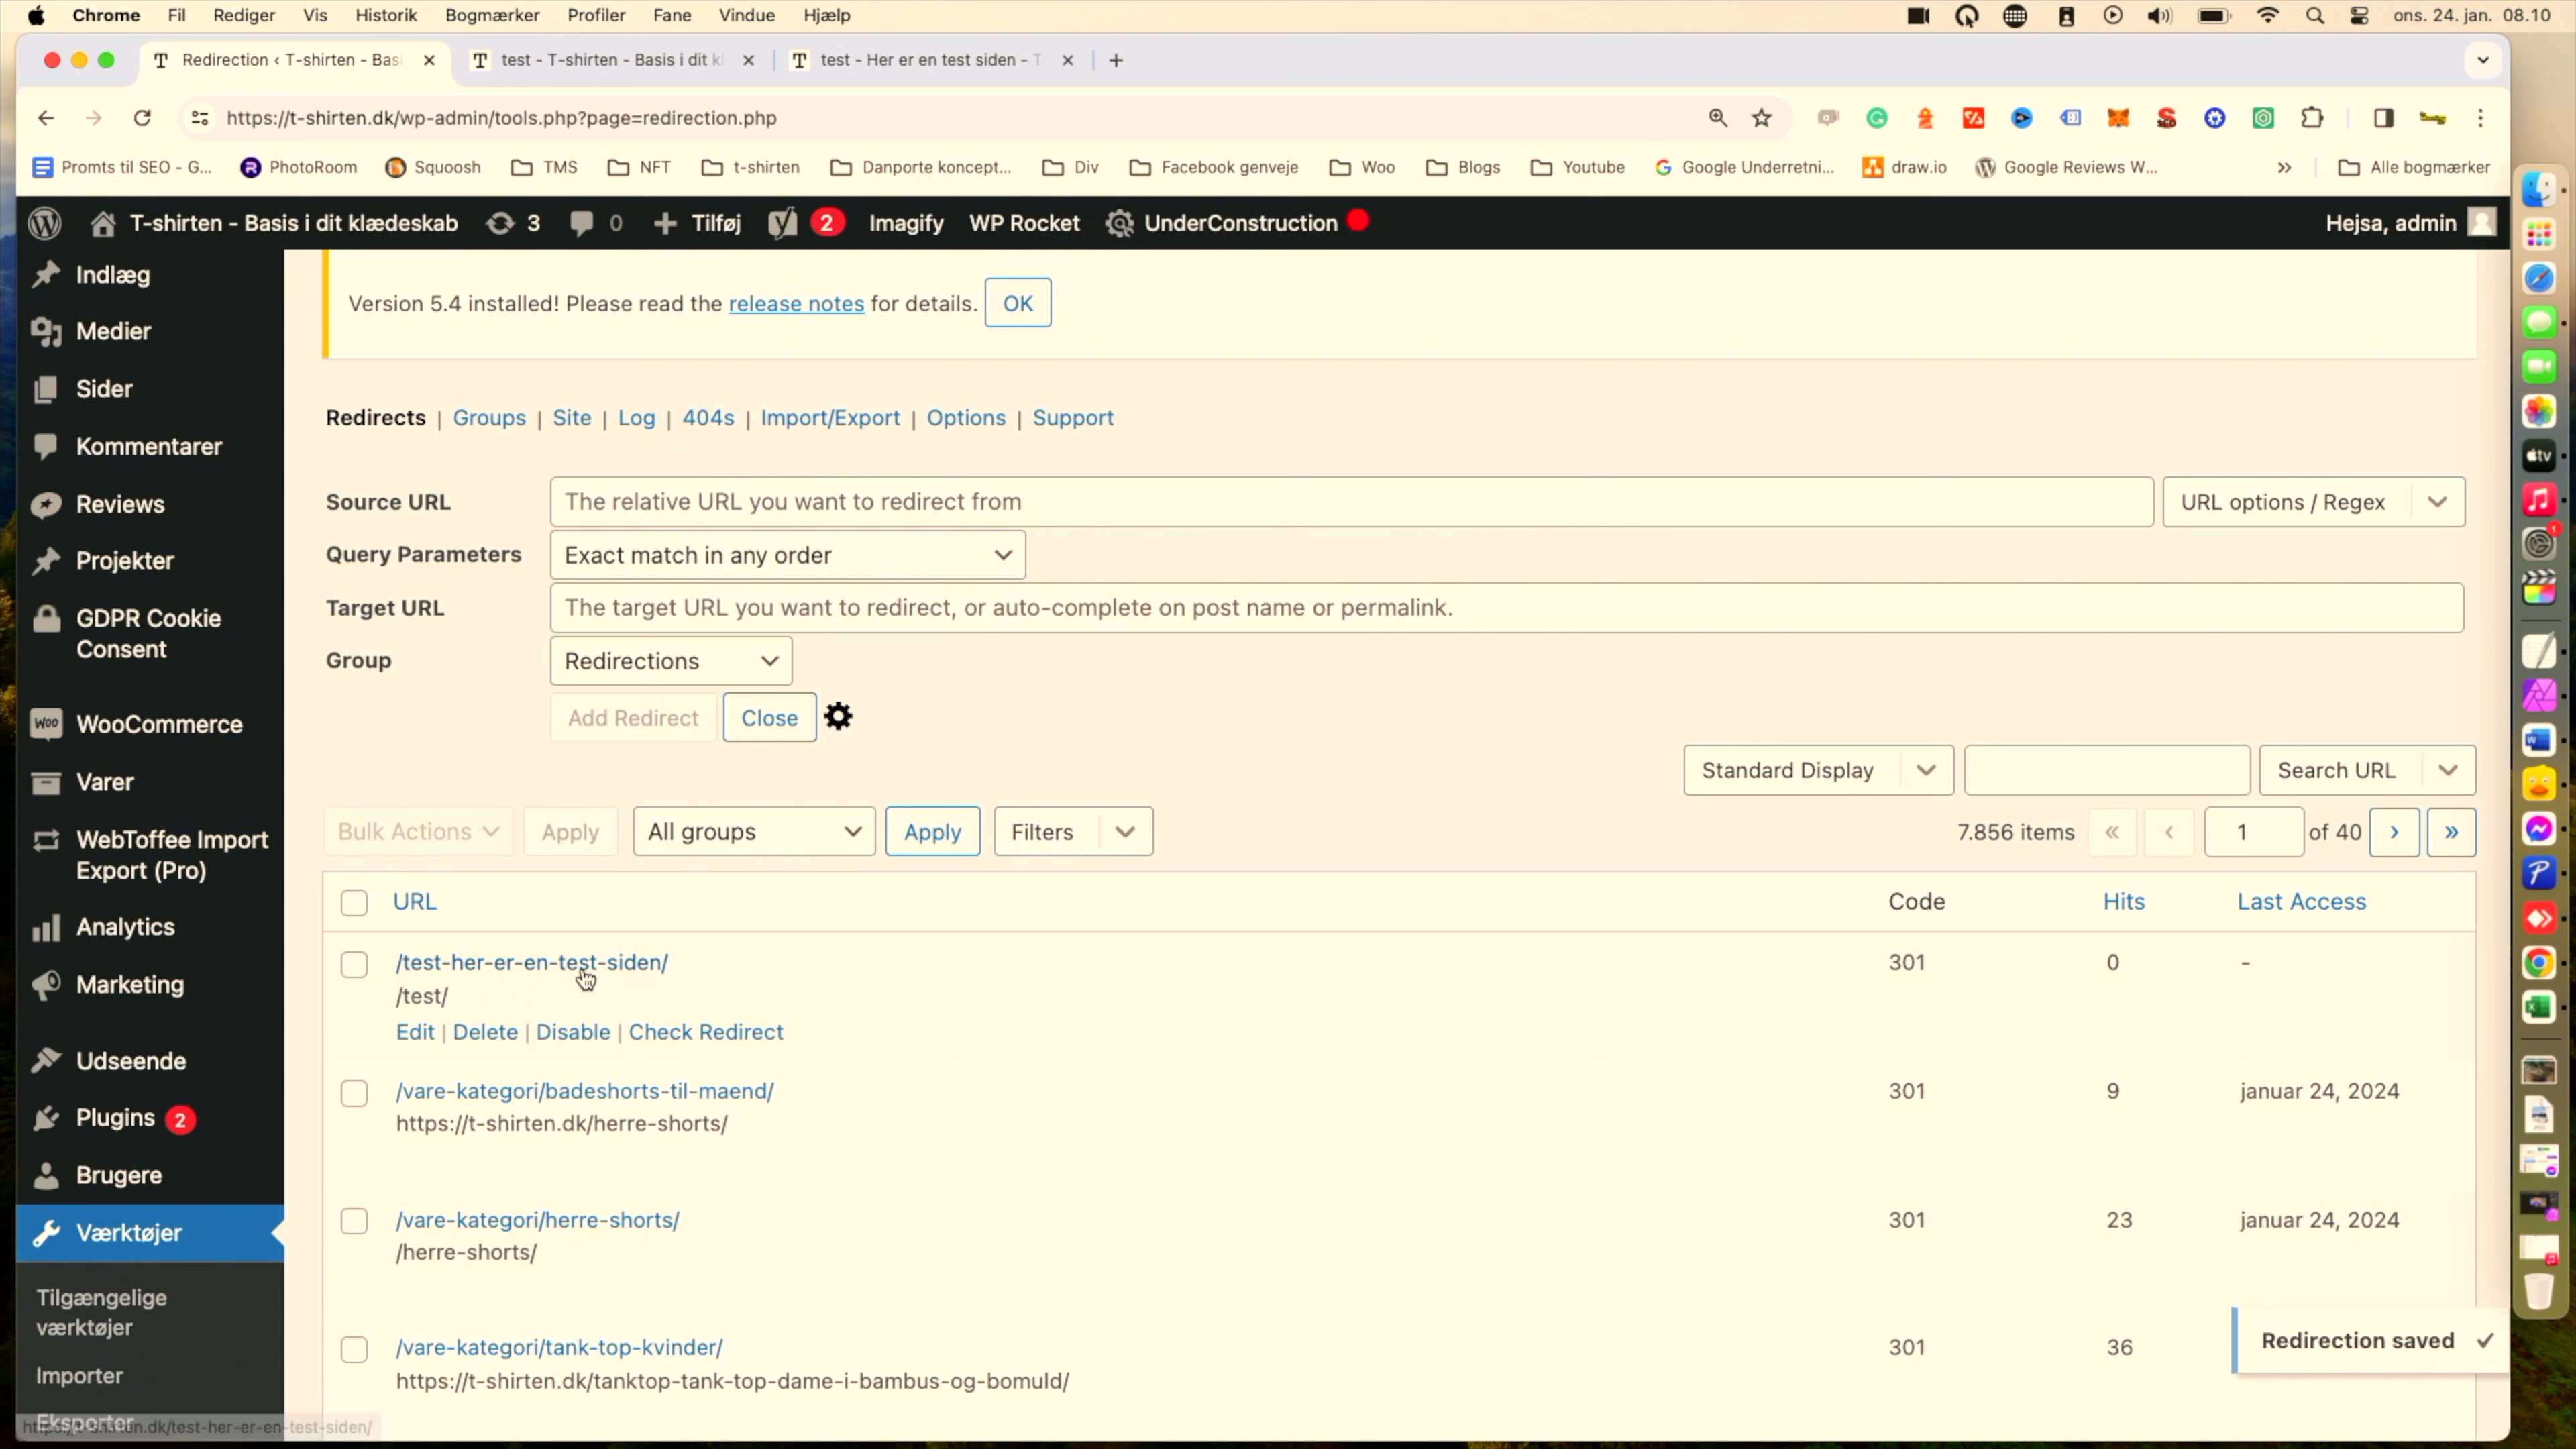 Chrome Fil Rediger Vis Historik Bogmærker Profiler Fane Vindue Hjælp ons. 24. jan. 08.10
Redirection ‹ T-shirten - Bas
test - T-shirten - Basis i dit kl
test - Her er en test siden - T
https://t-shirten.dk/wp-admin/tools.php?page=redirection.php
Promts til SEO - G... PhotoRoom Squoosh TMS NFT t-shirten Danporte koncept... Div Facebook genveje Woo Blogs Youtube Google Underretni... draw.io Google Reviews W... » Alle bogmærker
T-shirten - Basis i dit klædeskab 3 0 + Tilføj 2 Imagify WP Rocket UnderConstruction Hejsa, admin
Indlæg
Medier
Sider
Kommentarer
Reviews
Projekter
GDPR Cookie
Consent
WooCommerce
Varer
WebToffee Import
Export (Pro)
Analytics
Marketing
Udseende
Plugins 2
Brugere
Værktøjer
Tilgængelige
værktøjer
Importer
Eksporter
https://t-shirten.dk/test-her-er-en-test-siden/
Version 5.4 installed! Please read the release notes for details. OK
Redirects | Groups | Site | Log | 404s | Import/Export | Options | Support
Source URL The relative URL you want to redirect from URL options / Regex
Query Parameters Exact match in any order
Target URL The target URL you want to redirect, or auto-complete on post name or permalink.
Group Redirections
Add Redirect Close
Standard Display Search URL
Bulk Actions Apply All groups Apply Filters 7.856 items « ‹ 1 of 40 › »
URL Code Hits Last Access
/test-her-er-en-test-siden/ 301 0 -
/test/
Edit | Delete | Disable | Check Redirect
/vare-kategori/badeshorts-til-maend/ 301 9 januar 24, 2024
https://t-shirten.dk/herre-shorts/
/vare-kategori/herre-shorts/ 301 23 januar 24, 2024
/herre-shorts/
/vare-kategori/tank-top-kvinder/ 301 36
https://t-shirten.dk/tanktop-tank-top-dame-i-bambus-og-bomuld/
Redirection saved